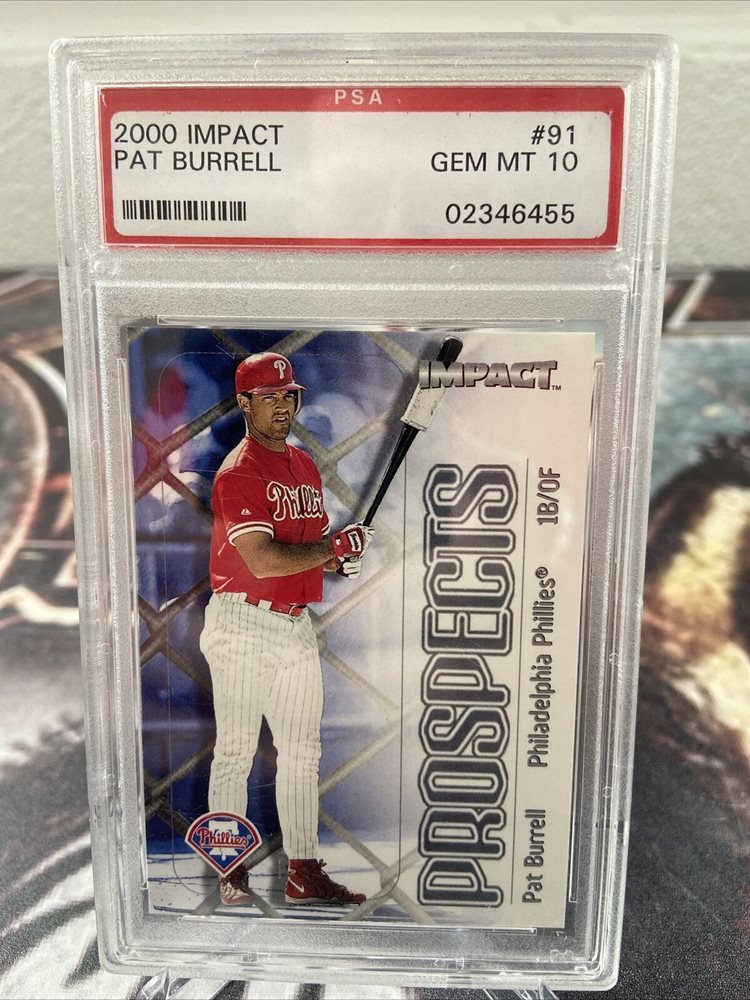 PSA
2000 IMPACT #91
PAT BURRELL GEM MT 10
02346455
P
IMPACT™
Phillies
PROSPECTS
Pat Burrell Philadelphia Phillies® 1B/OF
Phillies